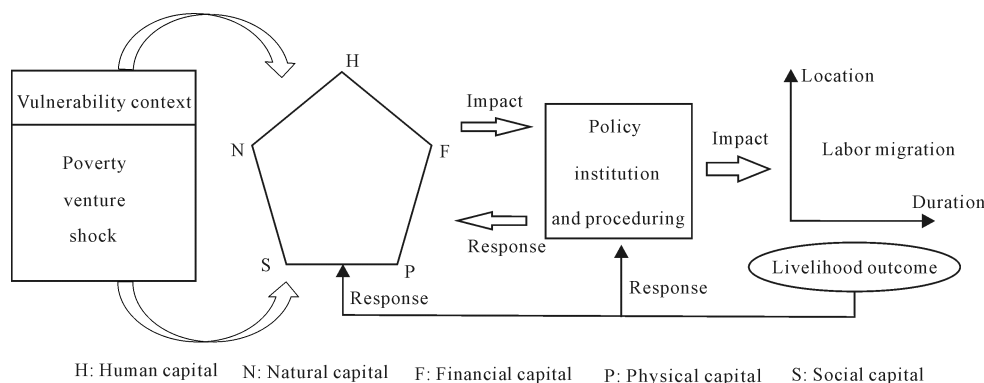 Vulnerability context
Poverty
venture
shock
H
N
F
S
P
Impact
Response
Policy
institution
and proceduring
Impact
Location
Labor migration
Duration
Livelihood outcome
Response
Response
H: Human capital N: Natural capital F: Financial capital P: Physical capital S: Social capital